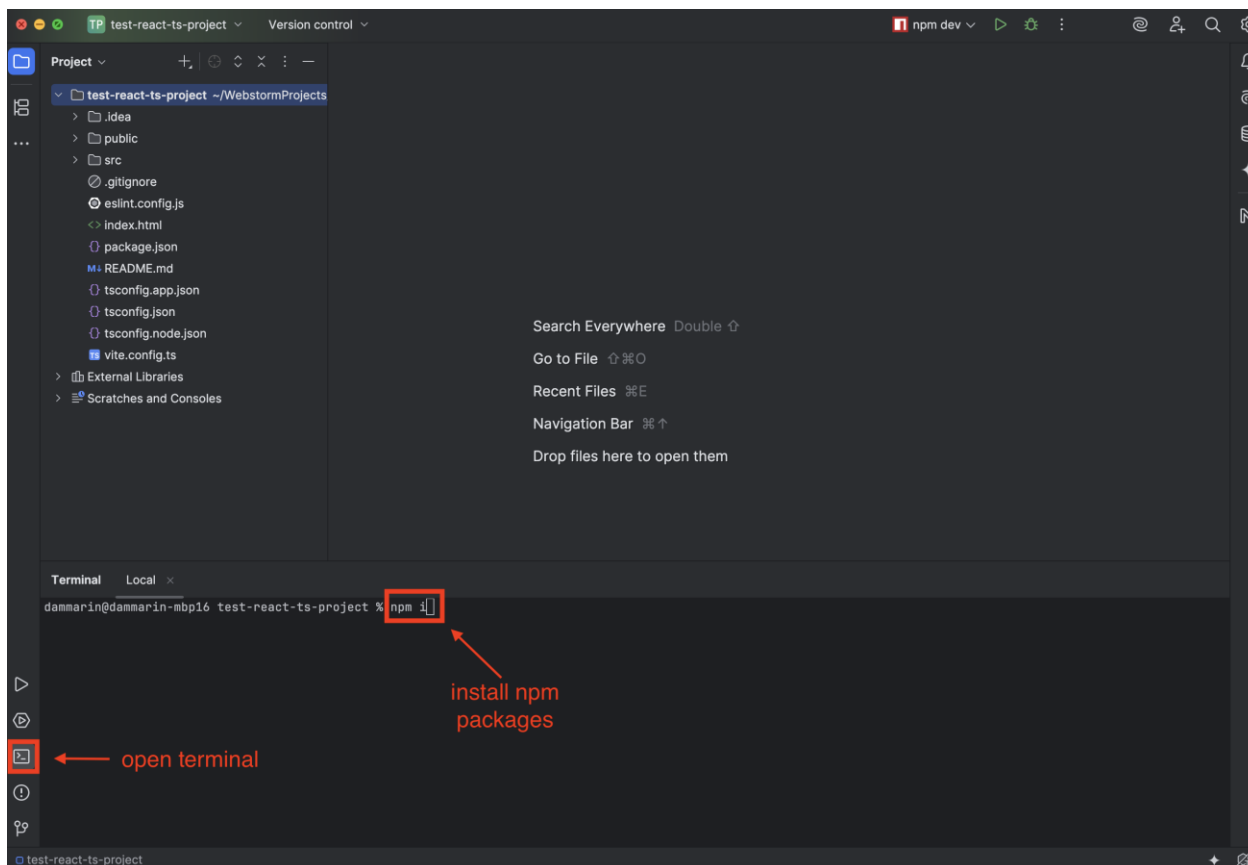 TP test-react-ts-project Version control npm dev
Project
test-react-ts-project ~/WebstormProjects
.idea
public
src
.gitignore
eslint.config.js
<> index.html
{} package.json
M↓ README.md
{} tsconfig.app.json
{} tsconfig.json
{} tsconfig.node.json
TS vite.config.ts
External Libraries
Scratches and Consoles
Search Everywhere Double ⇧
Go to File ⇧⌘O
Recent Files ⌘E
Navigation Bar ⌘↑
Drop files here to open them
Terminal Local ×
dammarin@dammarin-mbp16 test-react-ts-project % npm i
install npm
packages
open terminal
test-react-ts-project